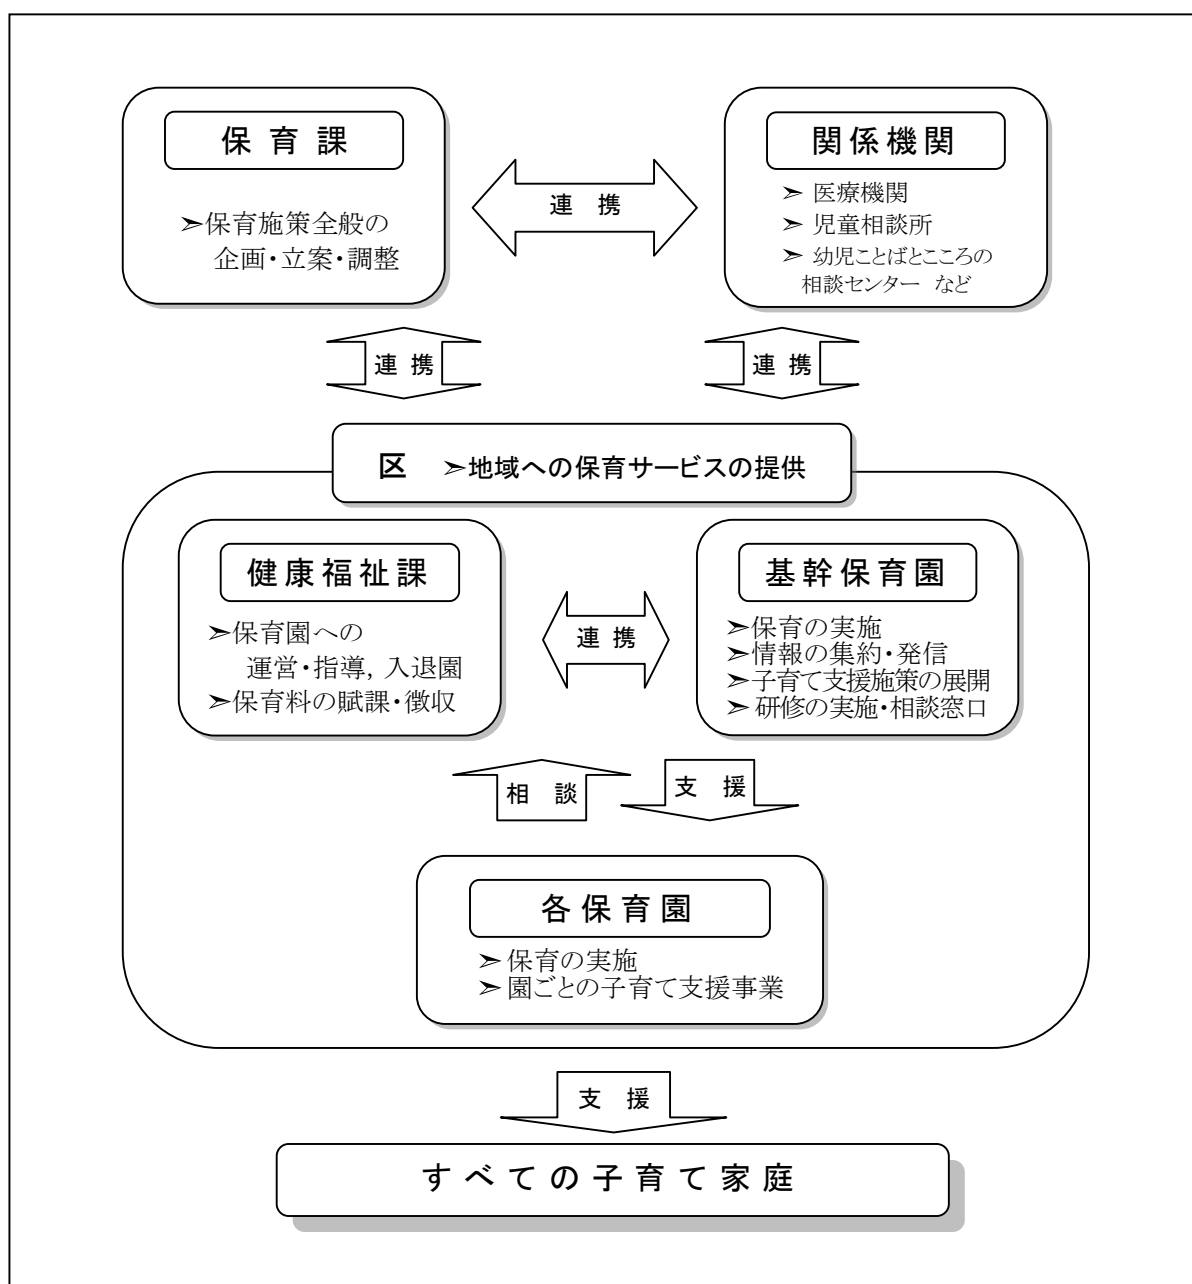 保育課
➢保育施策全般の
企画・立案・調整
連携
関係機関
➢ 医療機関
➢ 児童相談所
➢ 幼児ことばとこころの
相談センター など
連携
連携
区 ➢地域への保育サービスの提供
健康福祉課
➢保育園への
運営・指導，入退園
➢保育料の賦課・徴収
連携
基幹保育園
➢保育の実施
➢情報の集約・発信
➢子育て支援施策の展開
➢ 研修の実施・相談窓口
相談
支援
各保育園
➢ 保育の実施
➢ 園ごとの子育て支援事業
支援
すべての子育て家庭